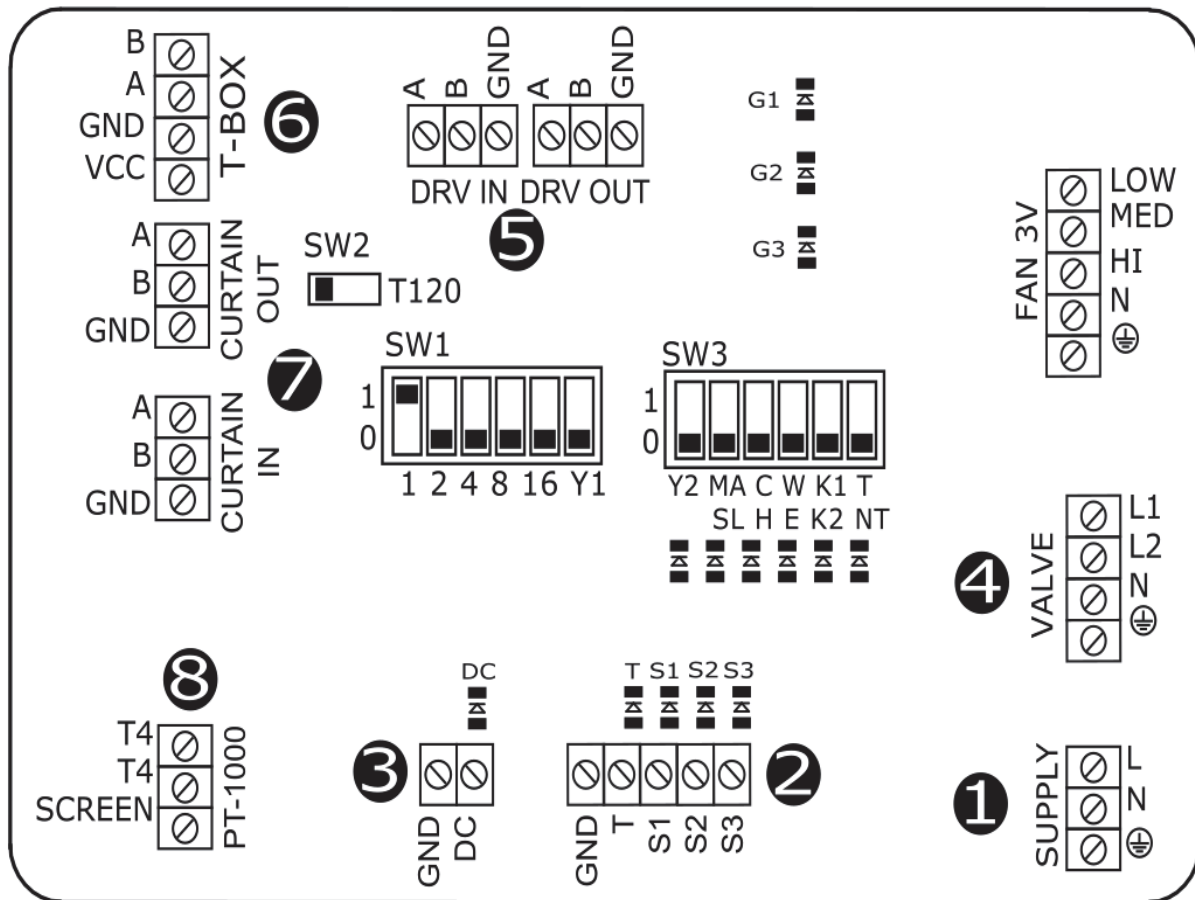 B
A
GND
VCC
T-BOX
6
A
B
GND
A
B
GND
DRV IN
DRV OUT
5
G1
G2
G3
LOW
MED
HI
N
FAN 3V
A
B
GND
CURTAIN
OUT
SW2
T120
7
A
B
GND
CURTAIN
IN
SW1
1
0
1 2 4 8 16 Y1
SW3
1
0
Y2 MA C W K1 T
SL H E K2 NT
L1
L2
N
VALVE
4
8
T4
T4
SCREEN
PT-1000
DC
3
GND
DC
T S1 S2 S3
2
GND
T
S1
S2
S3
1
SUPPLY
L
N